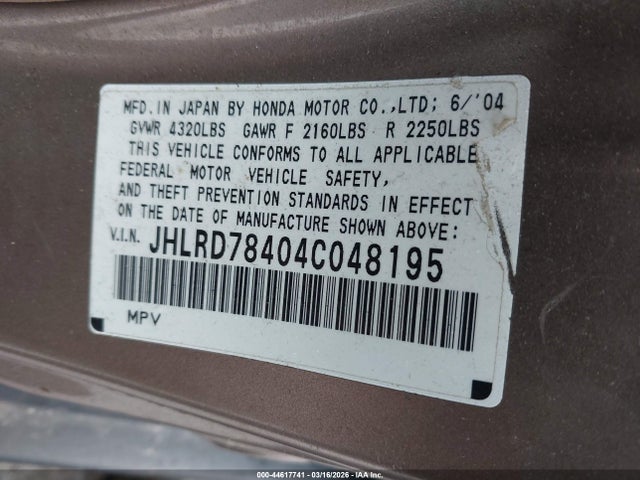 MFD. IN JAPAN BY HONDA MOTOR CO.,LTD; 6/'04
GVWR 4320LBS GAWR F 2160LBS R 2250LBS
THIS VEHICLE CONFORMS TO ALL APPLICABLE
FEDERAL MOTOR VEHICLE SAFETY,
AND THEFT PREVENTION STANDARDS IN EFFECT
ON THE DATE OF MANUFACTURE SHOWN ABOVE:
V.I.N. JHLRD78404C048195
MPV
000-44617741 - 03/16/2026 - IAA Inc.